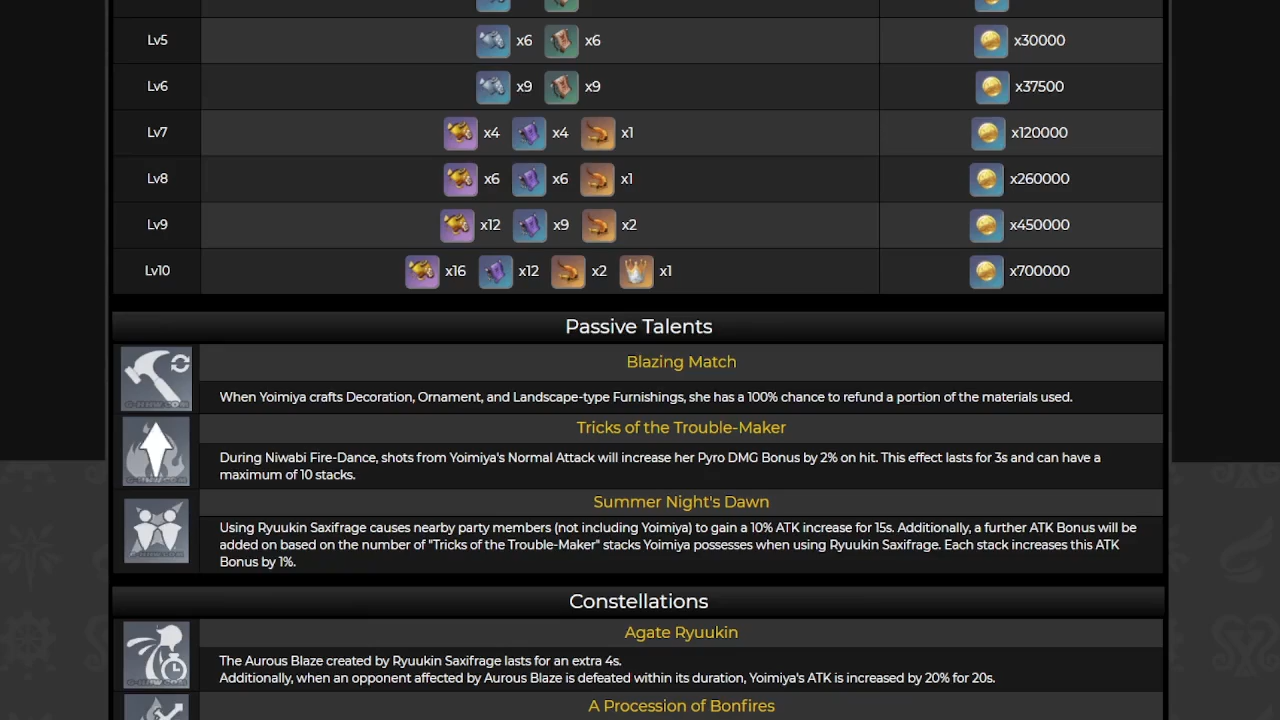 Lv5 x6 x6 x30000
Lv6 x9 x9 x37500
Lv7 x4 x4 x1 x120000
Lv8 x6 x6 x1 x260000
Lv9 x12 x9 x2 x450000
Lv10 x16 x12 x2 x1 x700000
Passive Talents
Blazing Match
When Yoimiya crafts Decoration, Ornament, and Landscape-type Furnishings, she has a 100% chance to refund a portion of the materials used.
Tricks of the Trouble-Maker
During Niwabi Fire-Dance, shots from Yoimiya's Normal Attack will increase her Pyro DMG Bonus by 2% on hit. This effect lasts for 3s and can have a
maximum of 10 stacks.
Summer Night's Dawn
Using Ryuukin Saxifrage causes nearby party members (not including Yoimiya) to gain a 10% ATK increase for 15s. Additionally, a further ATK Bonus will be
added on based on the number of "Tricks of the Trouble-Maker" stacks Yoimiya possesses when using Ryuukin Saxifrage. Each stack increases this ATK
Bonus by 1%.
Constellations
Agate Ryuukin
The Aurous Blaze created by Ryuukin Saxifrage lasts for an extra 4s.
Additionally, when an opponent affected by Aurous Blaze is defeated within its duration, Yoimiya's ATK is increased by 20% for 20s.
A Procession of Bonfires